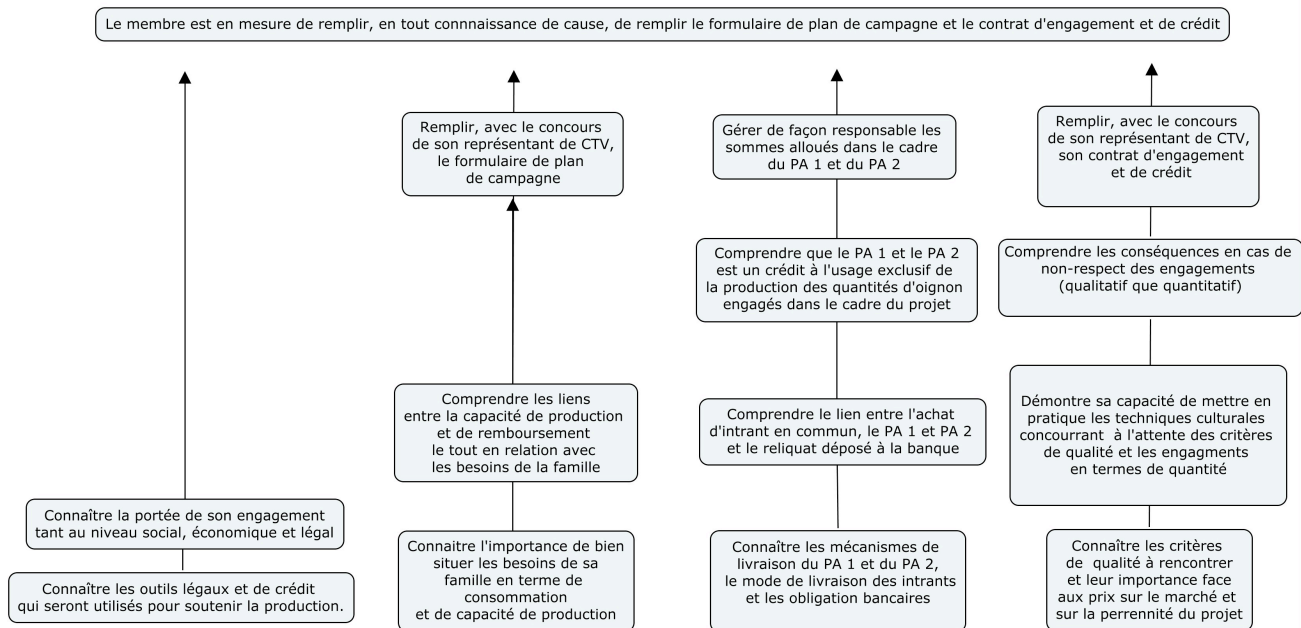 Le membre est en mesure de remplir, en tout connnaissance de cause, de remplir le formulaire de plan de campagne et le contrat d'engagement et de crédit
Connaître la portée de son engagement
tant au niveau social, économique et légal
Connaître les outils légaux et de crédit
qui seront utilisés pour soutenir la production.
Remplir, avec le concours
de son représentant de CTV,
le formulaire de plan
de campagne
Comprendre les liens
entre la capacité de production
et de remboursement
le tout en relation avec
les besoins de la famille
Connaitre l'importance de bien
situer les besoins de sa
famille en terme de
consommation
et de capacité de production
Gérer de façon responsable les
sommes alloués dans le cadre
du PA 1 et du PA 2
Comprendre que le PA 1 et le PA 2
est un crédit à l'usage exclusif de
la production des quantités d'oignon
engagés dans le cadre du projet
Comprendre le lien entre l'achat
d'intrant en commun, le PA 1 et PA 2
et le reliquat déposé à la banque
Connaître les mécanismes de
livraison du PA 1 et du PA 2,
le mode de livraison des intrants
et les obligation bancaires
Remplir, avec le concours
de son représentant de CTV,
son contrat d'engagement
et de crédit
Comprendre les conséquences en cas de
non-respect des engagements
(qualitatif que quantitatif)
Démontre sa capacité de mettre en
pratique les techniques culturales
concourrant à l'attente des critères
de qualité et les engagments
en termes de quantité
Connaître les critères
de qualité à rencontrer
et leur importance face
aux prix sur le marché et
sur la perrennité du projet